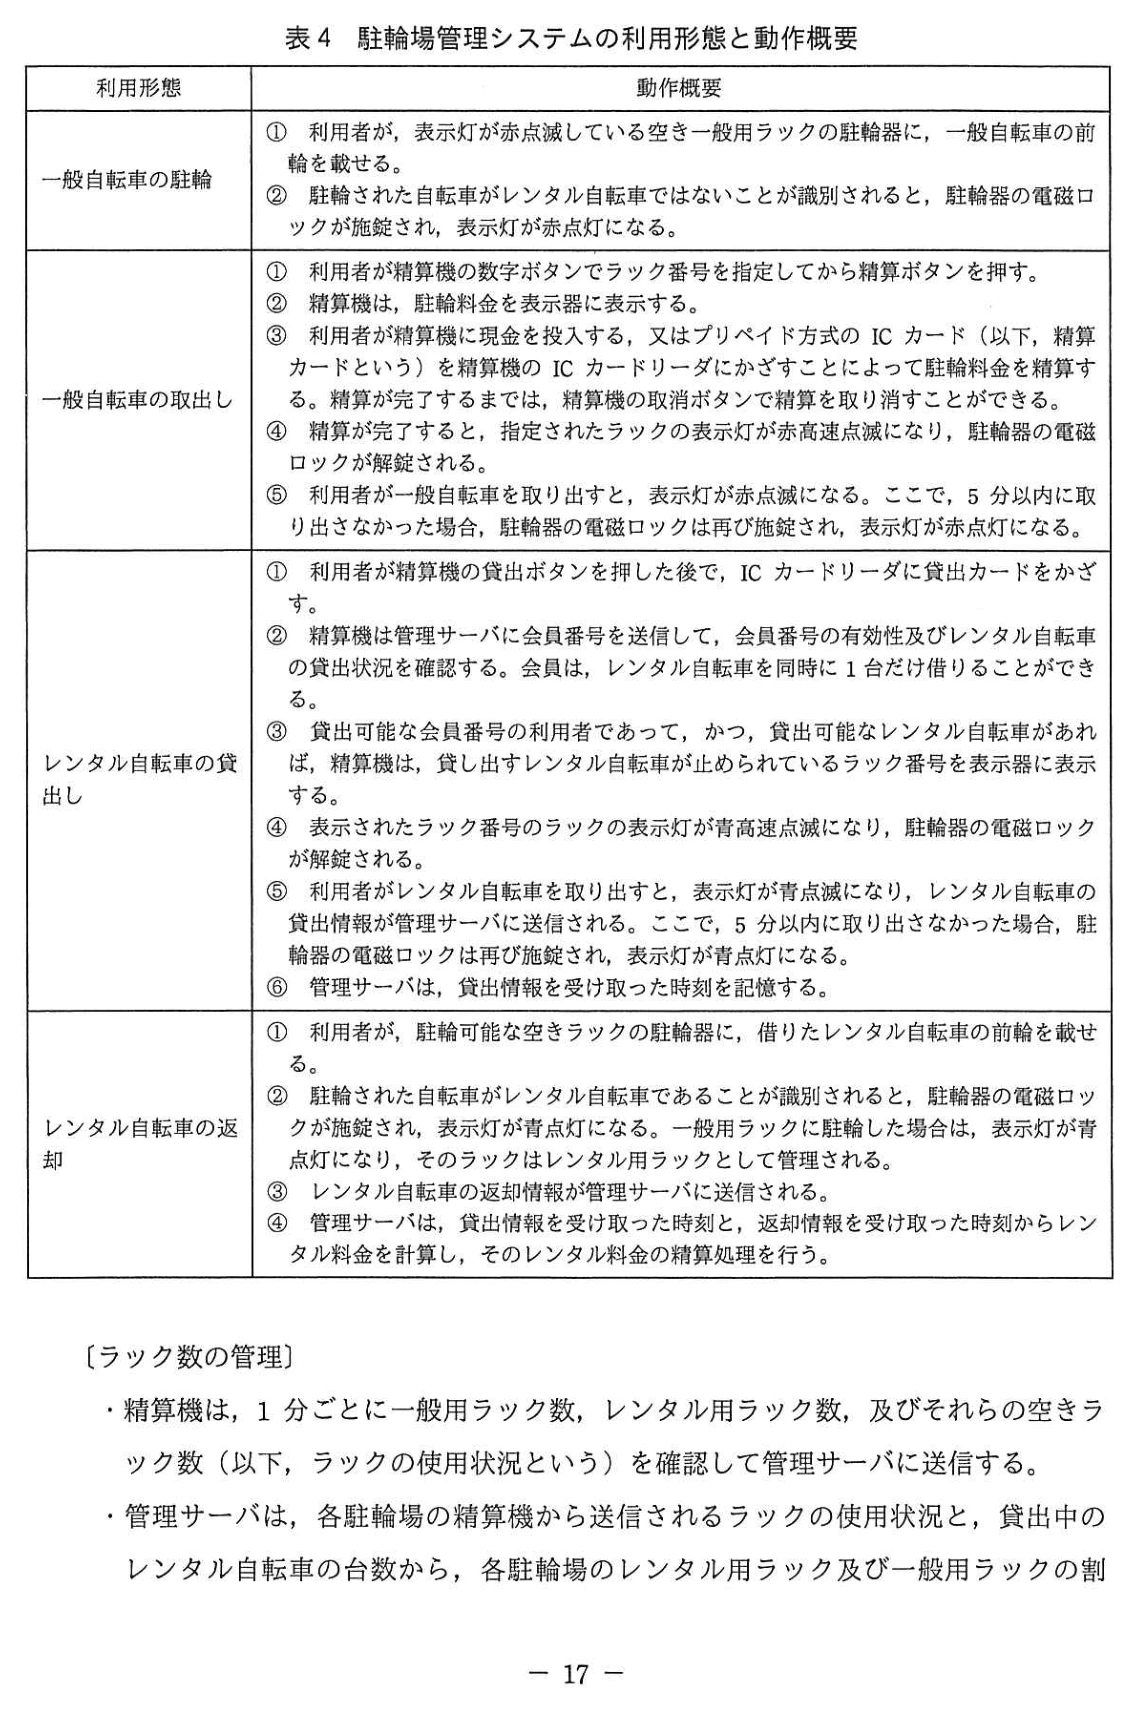 表4　駐輪場管理システムの利用形態と動作概要
利用形態
動作概要
一般自転車の駐輪
①　利用者が，表示灯が赤点滅している空き一般用ラックの駐輪器に，一般自転車の前
輪を載せる。
②　駐輪された自転車がレンタル自転車ではないことが識別されると，駐輪器の電磁ロ
ックが施錠され，表示灯が赤点灯になる。
一般自転車の取出し
①　利用者が精算機の数字ボタンでラック番号を指定してから精算ボタンを押す。
②　精算機は，駐輪料金を表示器に表示する。
③　利用者が精算機に現金を投入する，又はプリペイド方式の IC カード（以下，精算
カードという）を精算機の IC カードリーダにかざすことによって駐輪料金を精算す
る。精算が完了するまでは，精算機の取消ボタンで精算を取り消すことができる。
④　精算が完了すると，指定されたラックの表示灯が赤高速点滅になり，駐輪器の電磁
ロックが解錠される。
⑤　利用者が一般自転車を取り出すと，表示灯が赤点滅になる。ここで，5 分以内に取
り出さなかった場合，駐輪器の電磁ロックは再び施錠され，表示灯が赤点灯になる。
レンタル自転車の貸
出し
①　利用者が精算機の貸出ボタンを押した後で，IC カードリーダに貸出カードをかざ
す。
②　精算機は管理サーバに会員番号を送信して，会員番号の有効性及びレンタル自転車
の貸出状況を確認する。会員は，レンタル自転車を同時に 1 台だけ借りることができ
る。
③　貸出可能な会員番号の利用者であって，かつ，貸出可能なレンタル自転車があれ
ば，精算機は，貸し出すレンタル自転車が止められているラック番号を表示器に表示
する。
④　表示されたラック番号のラックの表示灯が青高速点滅になり，駐輪器の電磁ロック
が解錠される。
⑤　利用者がレンタル自転車を取り出すと，表示灯が青点滅になり，レンタル自転車の
貸出情報が管理サーバに送信される。ここで，5 分以内に取り出さなかった場合，駐
輪器の電磁ロックは再び施錠され，表示灯が青点灯になる。
⑥　管理サーバは，貸出情報を受け取った時刻を記憶する。
レンタル自転車の返
却
①　利用者が，駐輪可能な空きラックの駐輪器に，借りたレンタル自転車の前輪を載せ
る。
②　駐輪された自転車がレンタル自転車であることが識別されると，駐輪器の電磁ロッ
クが施錠され，表示灯が青点灯になる。一般用ラックに駐輪した場合は，表示灯が青
点灯になり，そのラックはレンタル用ラックとして管理される。
③　レンタル自転車の返却情報が管理サーバに送信される。
④　管理サーバは，貸出情報を受け取った時刻と，返却情報を受け取った時刻からレン
タル料金を計算し，そのレンタル料金の精算処理を行う。
〔ラック数の管理〕
・精算機は，1 分ごとに一般用ラック数，レンタル用ラック数，及びそれらの空きラ
ック数（以下，ラックの使用状況という）を確認して管理サーバに送信する。
・管理サーバは，各駐輪場の精算機から送信されるラックの使用状況と，貸出中の
レンタル自転車の台数から，各駐輪場のレンタル用ラック及び一般用ラックの割
－ 17 －